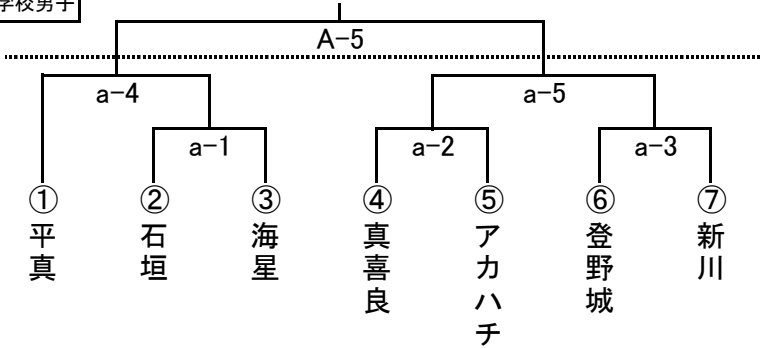 学校男子
A-5
a-4
a-5
a-1
a-2
a-3
① ② ③ ④ ⑤ ⑥ ⑦
平真
石垣
海星
真喜良
アカハチ
登野城
新川